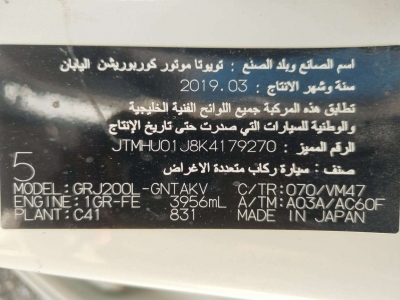 اسم الصانع وبلد الصنع : تويوتا موتور كوربوريشن اليابان
سنة وشهر الانتاج : 2019.03
تطابق هذه المركبة جميع اللوائح الفنية الخليجية
والوطنية للسيارات التي صدرت حتى تاريخ الإنتاج
الرقم المميز : JTMHU01J8K4179270
صنف : سيارة ركاب متعددة الاغراض
5
MODEL: GRJ200L-GNTAKV C/TR: 070/VM47
ENGINE: 1GR-FE 3956mL A/TM: A03A/AC60F
PLANT: C41 831 MADE IN JAPAN